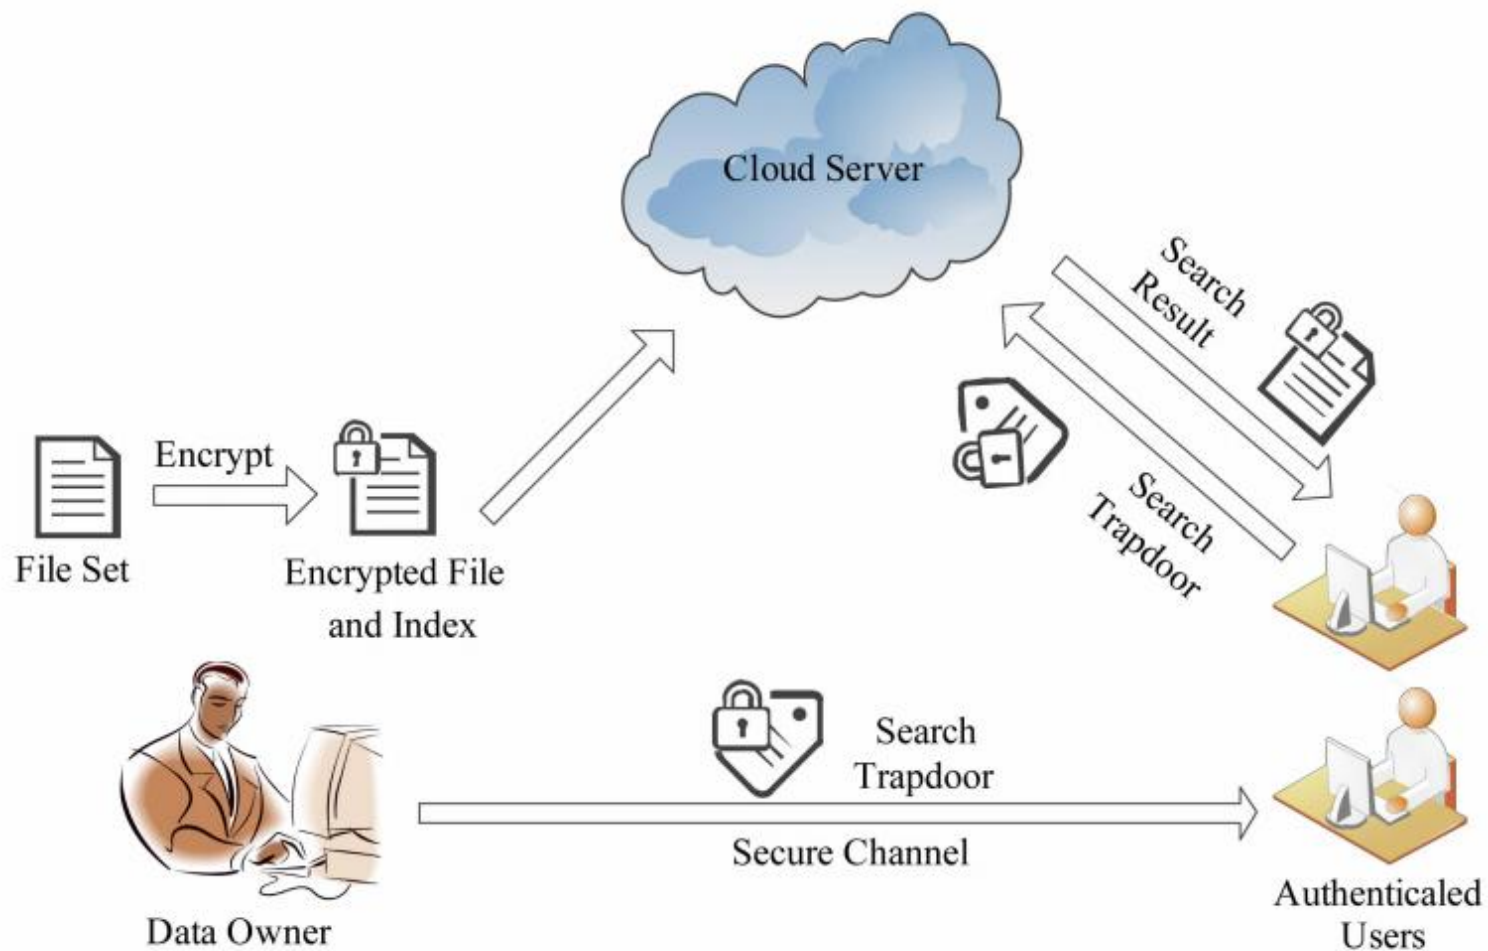 Cloud Server
Search
Result
Search
Trapdoor
Encrypt
File Set
Encrypted File
and Index
Search
Trapdoor
Secure Channel
Data Owner
Authenticaled
Users